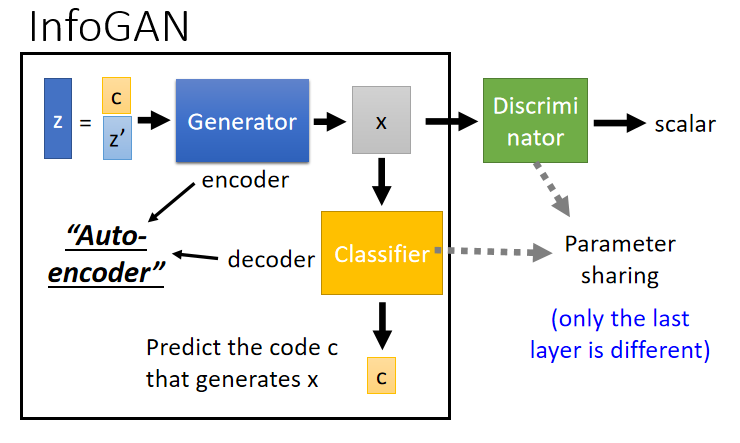 InfoGAN
z
=
c
z’
Generator
x
Discrimi
nator
scalar
encoder
“Auto-
encoder”
decoder
Classifier
Parameter
sharing
(only the last
layer is different)
Predict the code c
that generates x
c